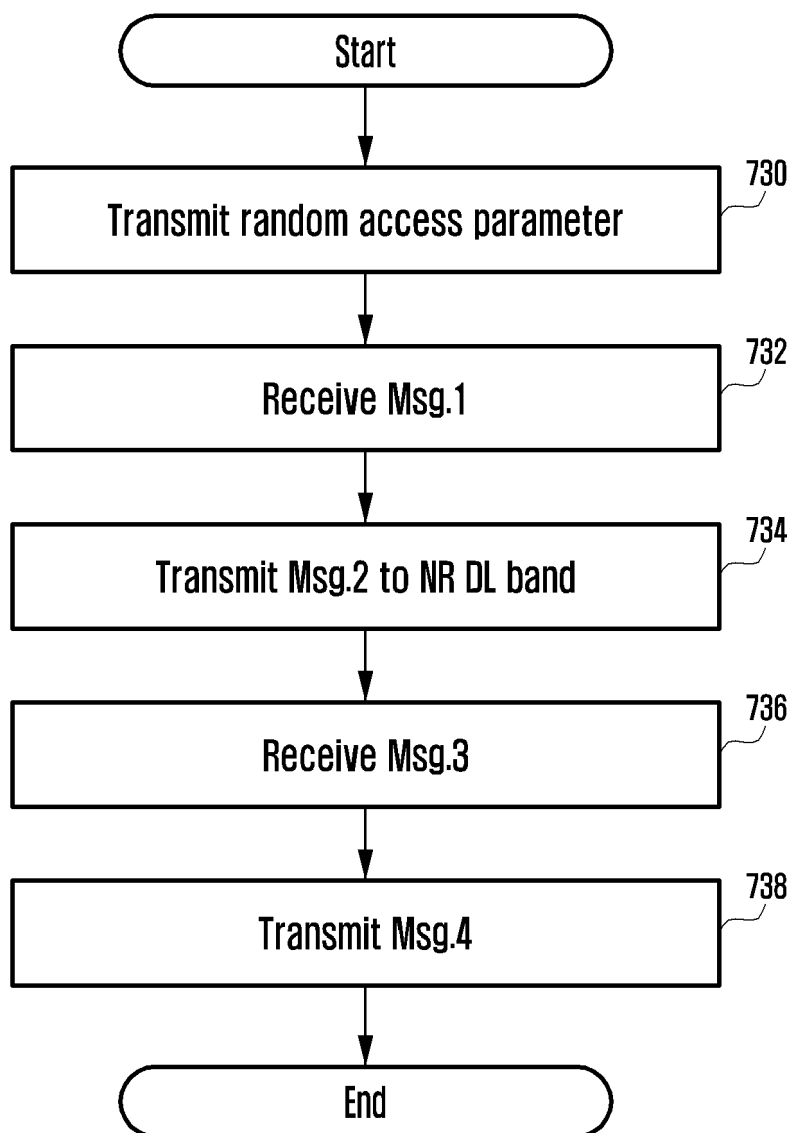 Start
730
Transmit random access parameter
732
Receive Msg.1
734
Transmit Msg.2 to NR DL band
736
Receive Msg.3
738
Transmit Msg.4
End